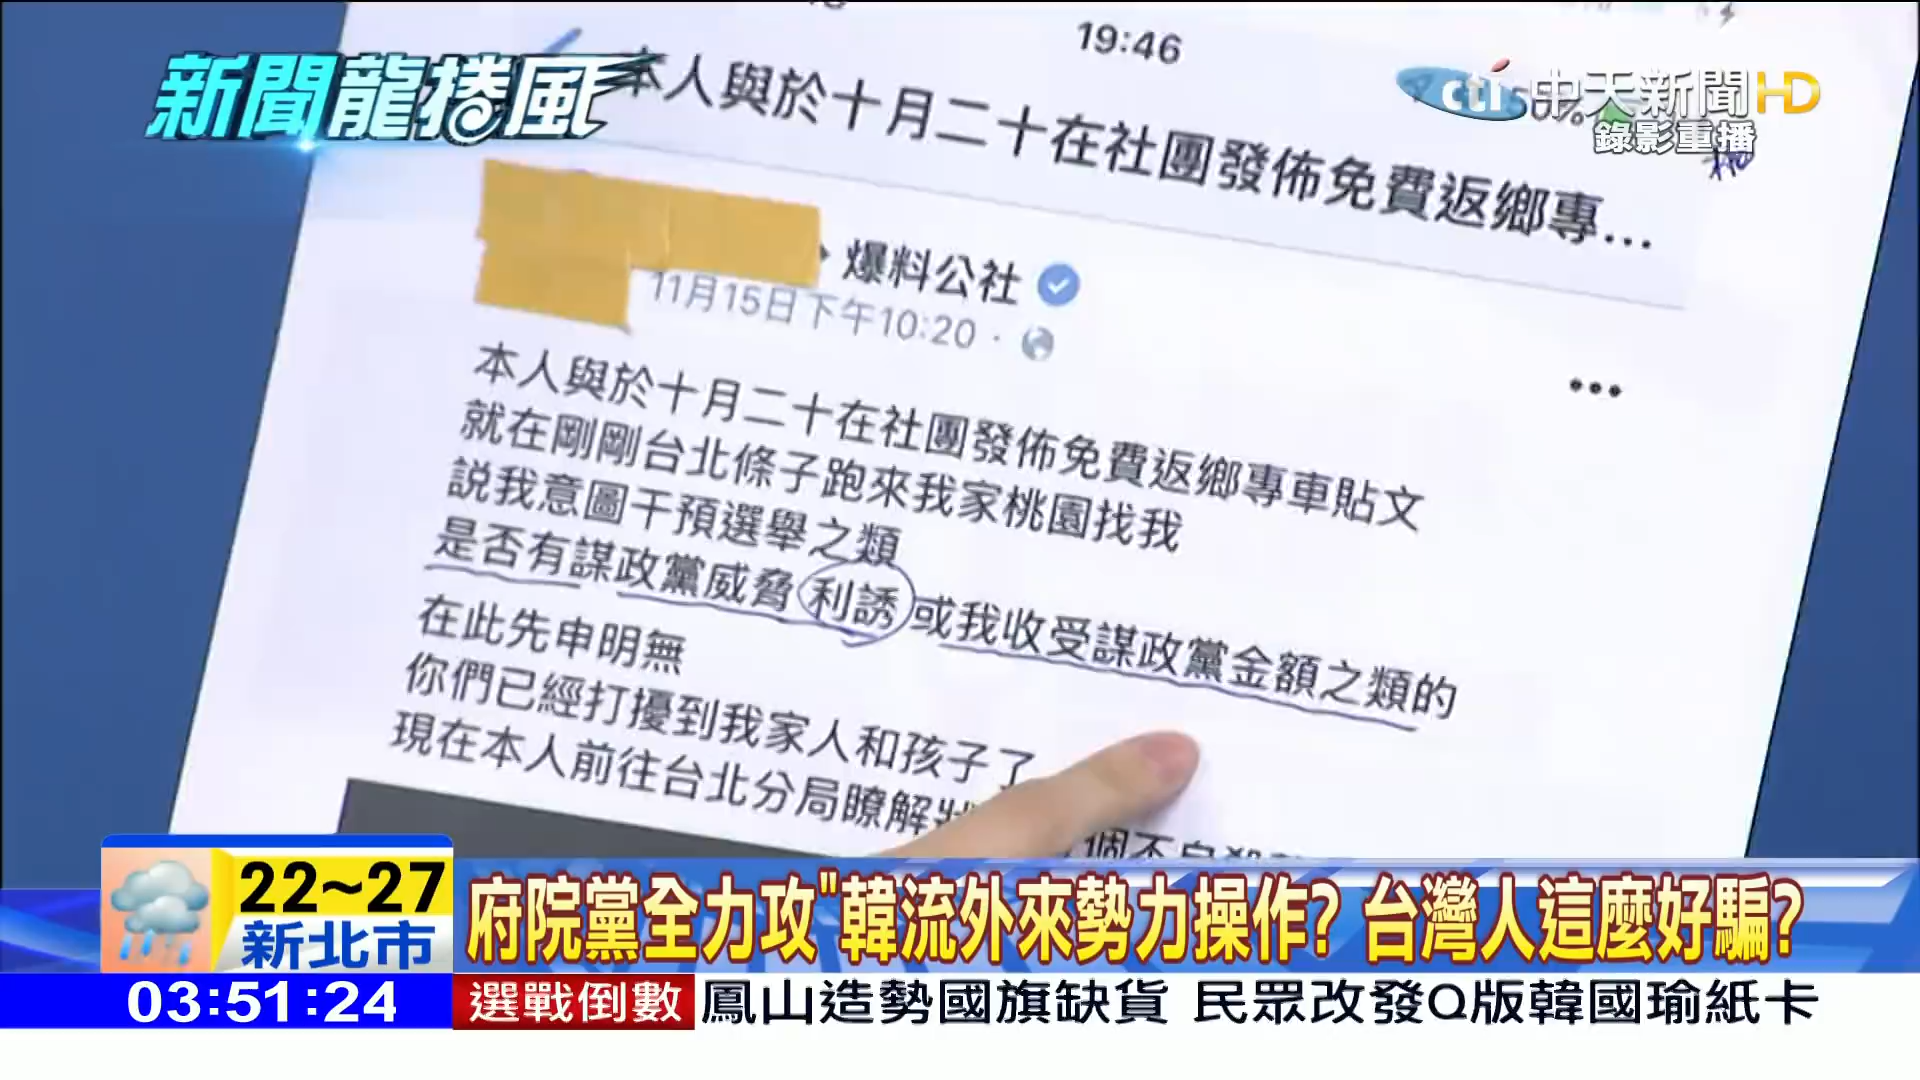 新聞龍捲風
19:46
cti 中天新聞HD
錄影重播
本人與於十月二十在社團發佈免費返鄉專...
爆料公社
11月15日下午10:20
本人與於十月二十在社團發佈免費返鄉專車貼文
就在剛剛台北條子跑來我家桃園找我
說我意圖干預選舉之類
是否有謀政黨威脅利誘或我收受謀政黨金額之類的
在此先申明無
你們已經打擾到我家人和孩子了
現在本人前往台北分局瞭解
22~27
新北市
府院黨全力攻"韓流外來勢力操作? 台灣人這麼好騙?
03:51:24
選戰倒數
鳳山造勢國旗缺貨 民眾改發Q版韓國瑜紙卡